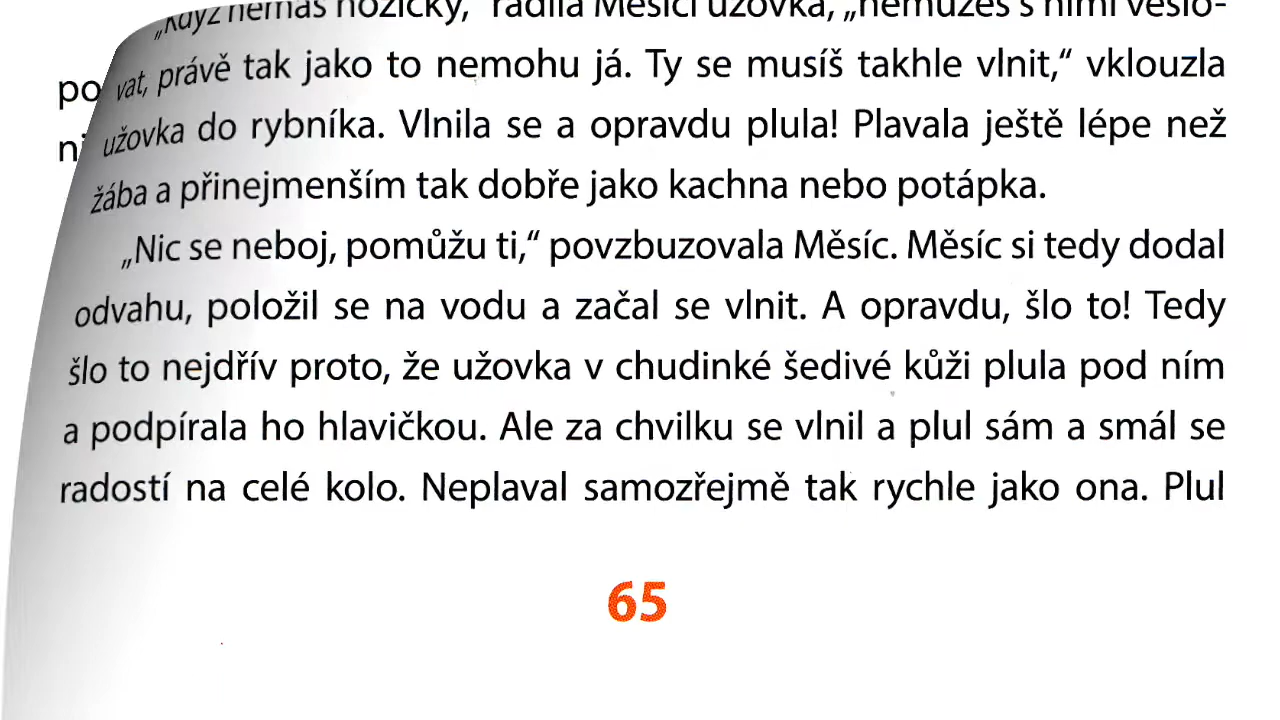 „Když nemáš nožičky,“ radila Měsíci užovka, „nemůžeš s nimi veslo-
vat, právě tak jako to nemohu já. Ty se musíš takhle vlnit,“ vklouzla
užovka do rybníka. Vlnila se a opravdu plula! Plavala ještě lépe než
žába a přinejmenším tak dobře jako kachna nebo potápka.
„Nic se neboj, pomůžu ti,“ povzbuzovala Měsíc. Měsíc si tedy dodal
odvahu, položil se na vodu a začal se vlnit. A opravdu, šlo to! Tedy
šlo to nejdřív proto, že užovka v chudinké šedivé kůži plula pod ním
a podpírala ho hlavičkou. Ale za chvilku se vlnil a plul sám a smál se
radostí na celé kolo. Neplaval samozřejmě tak rychle jako ona. Plul
65